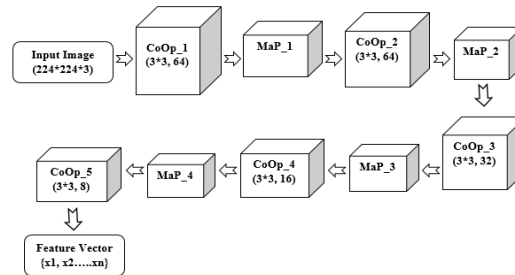 Input Image
(224*224*3)
CoOp_1
(3*3, 64)
MaP_1
CoOp_2
(3*3, 64)
MaP_2
CoOp_3
(3*3, 32)
MaP_3
CoOp_4
(3*3, 16)
MaP_4
CoOp_5
(3*3, 8)
Feature Vector
{x1, x2…..xn}